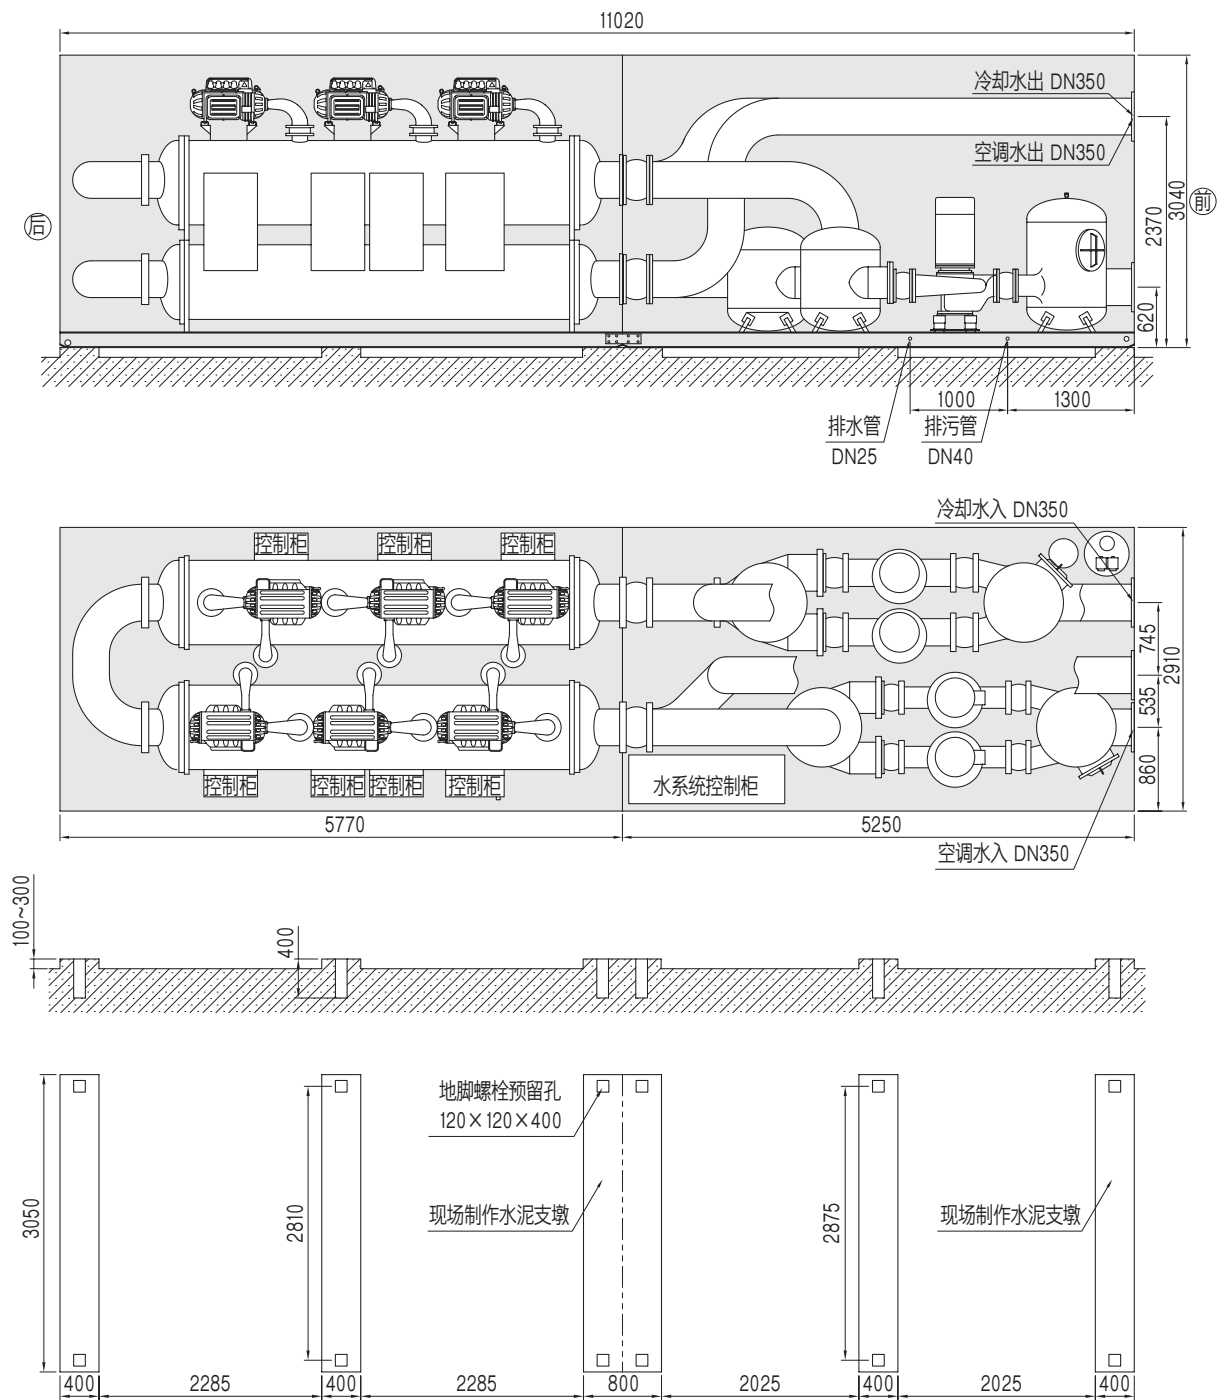 11020
冷却水出 DN350
空调水出 DN350
后
前
2370
3040
620
1000
1300
排水管
DN25
排污管
DN40
冷却水入 DN350
控制柜
控制柜
控制柜
745
535
860
2910
控制柜
控制柜
控制柜
控制柜
水系统控制柜
5770
5250
空调水入 DN350
100~300
400
地脚螺栓预留孔
120×120×400
现场制作水泥支墩
现场制作水泥支墩
3050
2810
2875
400
2285
400
2285
800
2025
400
2025
400